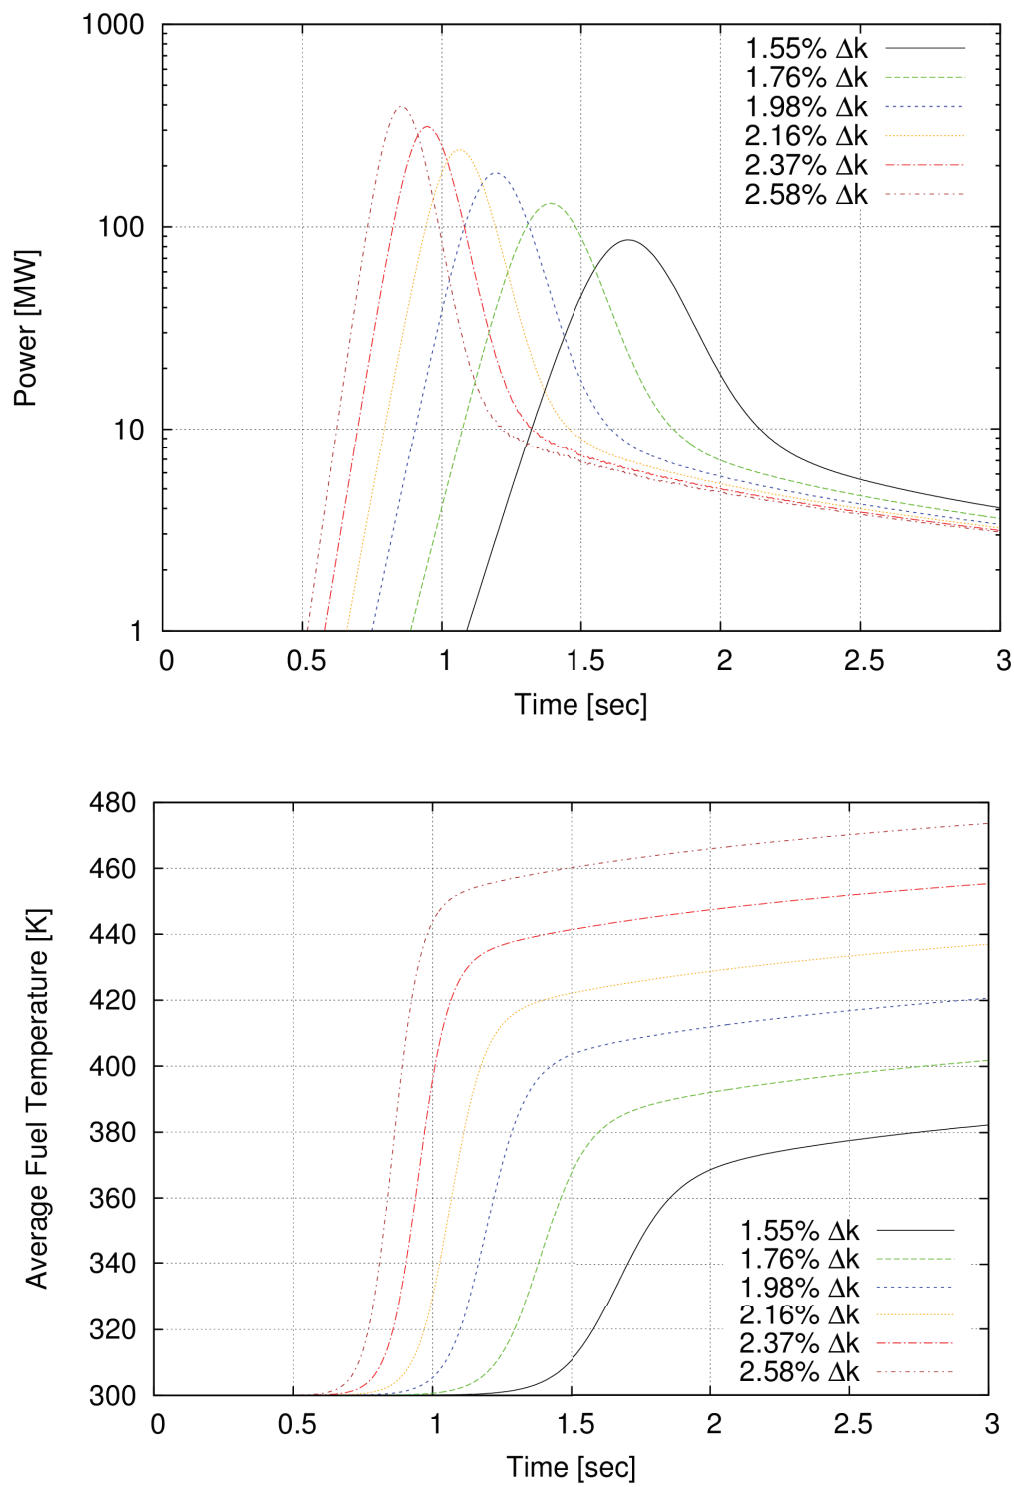 1000
100
10
1
Power [MW]
1.55% Δk
1.76% Δk
1.98% Δk
2.16% Δk
2.37% Δk
2.58% Δk
0 0.5 1 1.5 2 2.5 3
Time [sec]
480
460
440
420
400
380
360
340
320
300
Average Fuel Temperature [K]
1.55% Δk
1.76% Δk
1.98% Δk
2.16% Δk
2.37% Δk
2.58% Δk
0 0.5 1 1.5 2 2.5 3
Time [sec]